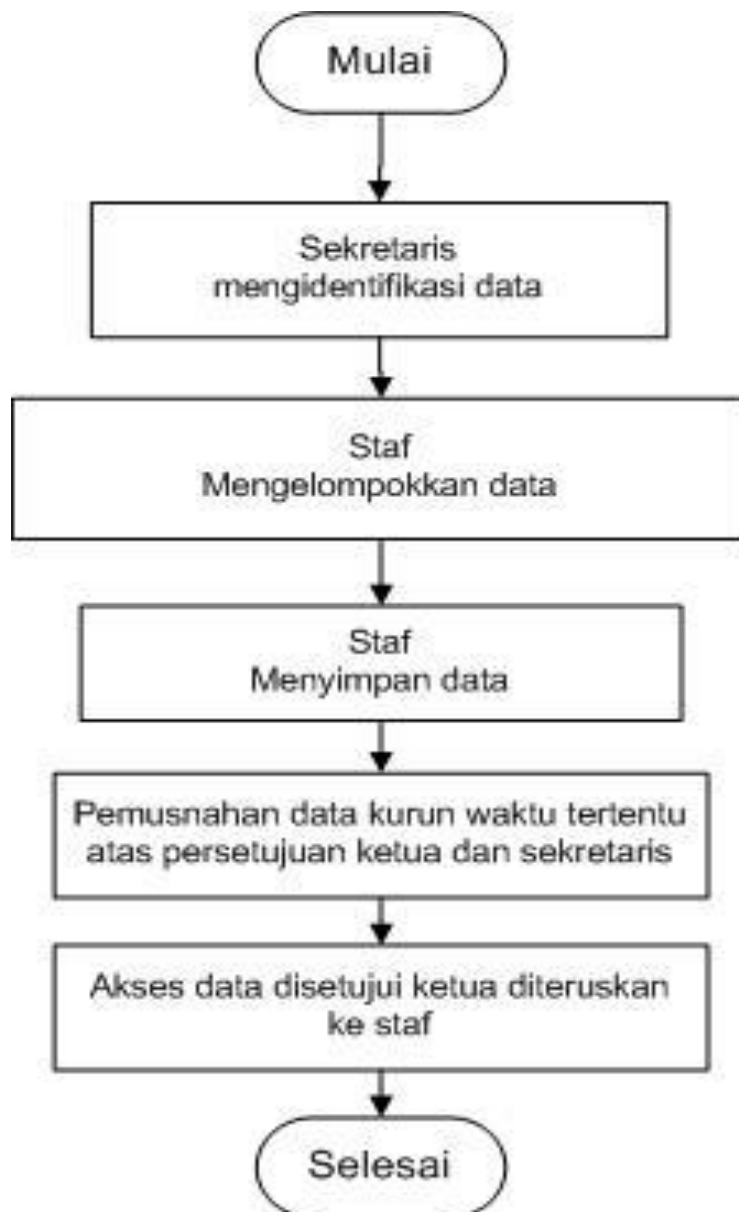 Mulai
Sekretaris
mengidentifikasi data
Staf
Mengelompokkan data
Staf
Menyimpan data
Pemusnahan data kurun waktu tertentu
atas persetujuan ketua dan sekretaris
Akses data disetujui ketua diteruskan
ke staf
Selesai